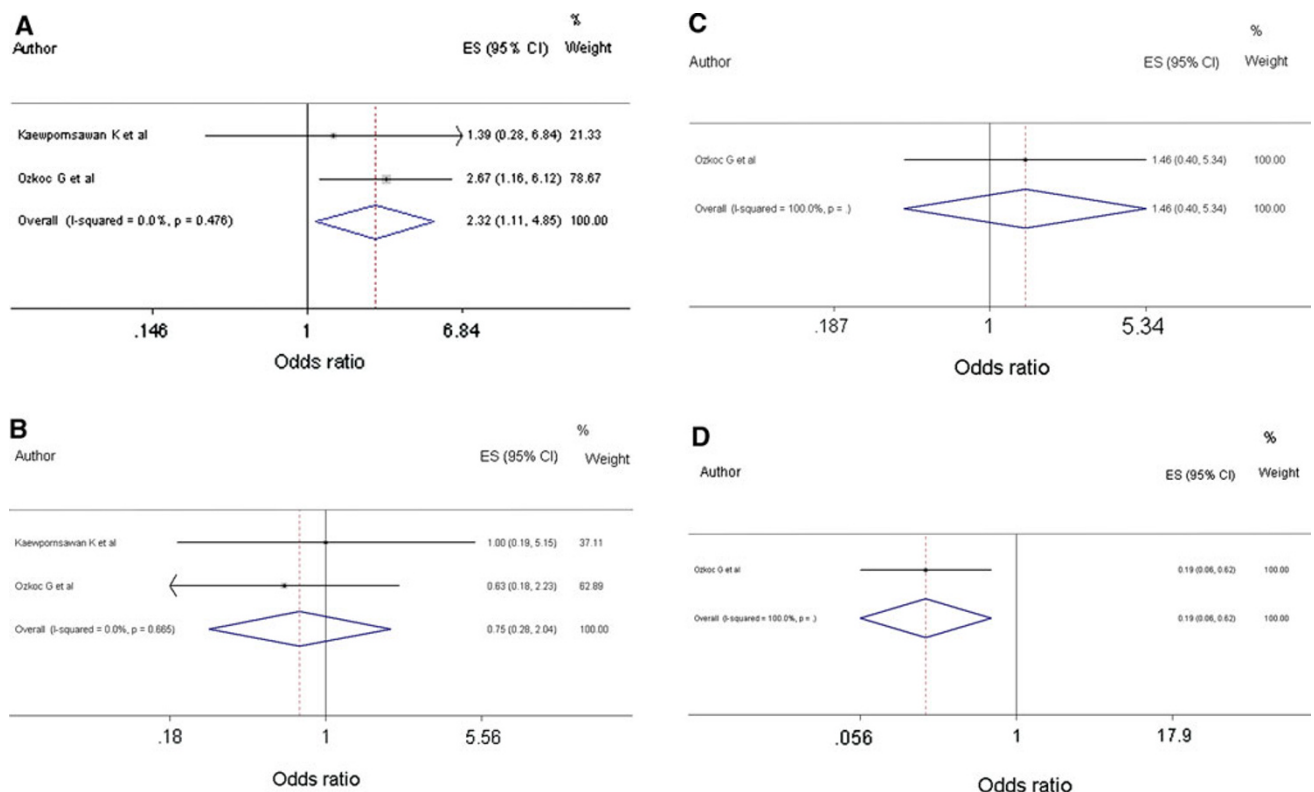 A
%
Author ES (95% CI) Weight
Kaewpornsawan K et al 1.39 (0.28, 6.84) 21.33
Ozkoc G et al 2.67 (1.16, 6.12) 78.67
Overall (I-squared = 0.0%, p = 0.476) 2.32 (1.11, 4.85) 100.00
.146 1 6.84
Odds ratio
B
%
Author ES (95% CI) Weight
Kaewpornsawan K et al 1.00 (0.19, 5.15) 37.11
Ozkoc G et al 0.63 (0.18, 2.23) 62.89
Overall (I-squared = 0.0%, p = 0.665) 0.75 (0.28, 2.04) 100.00
.18 1 5.56
Odds ratio
C
%
Author ES (95% CI) Weight
Ozkoc G et al 1.46 (0.40, 5.34) 100.00
Overall (I-squared = 100.0%, p = .) 1.46 (0.40, 5.34) 100.00
.187 1 5.34
Odds ratio
D
%
Author ES (95% CI) Weight
Ozkoc G et al 0.19 (0.06, 0.62) 100.00
Overall (I-squared = 100.0%, p = .) 0.19 (0.06, 0.62) 100.00
.056 1 17.9
Odds ratio